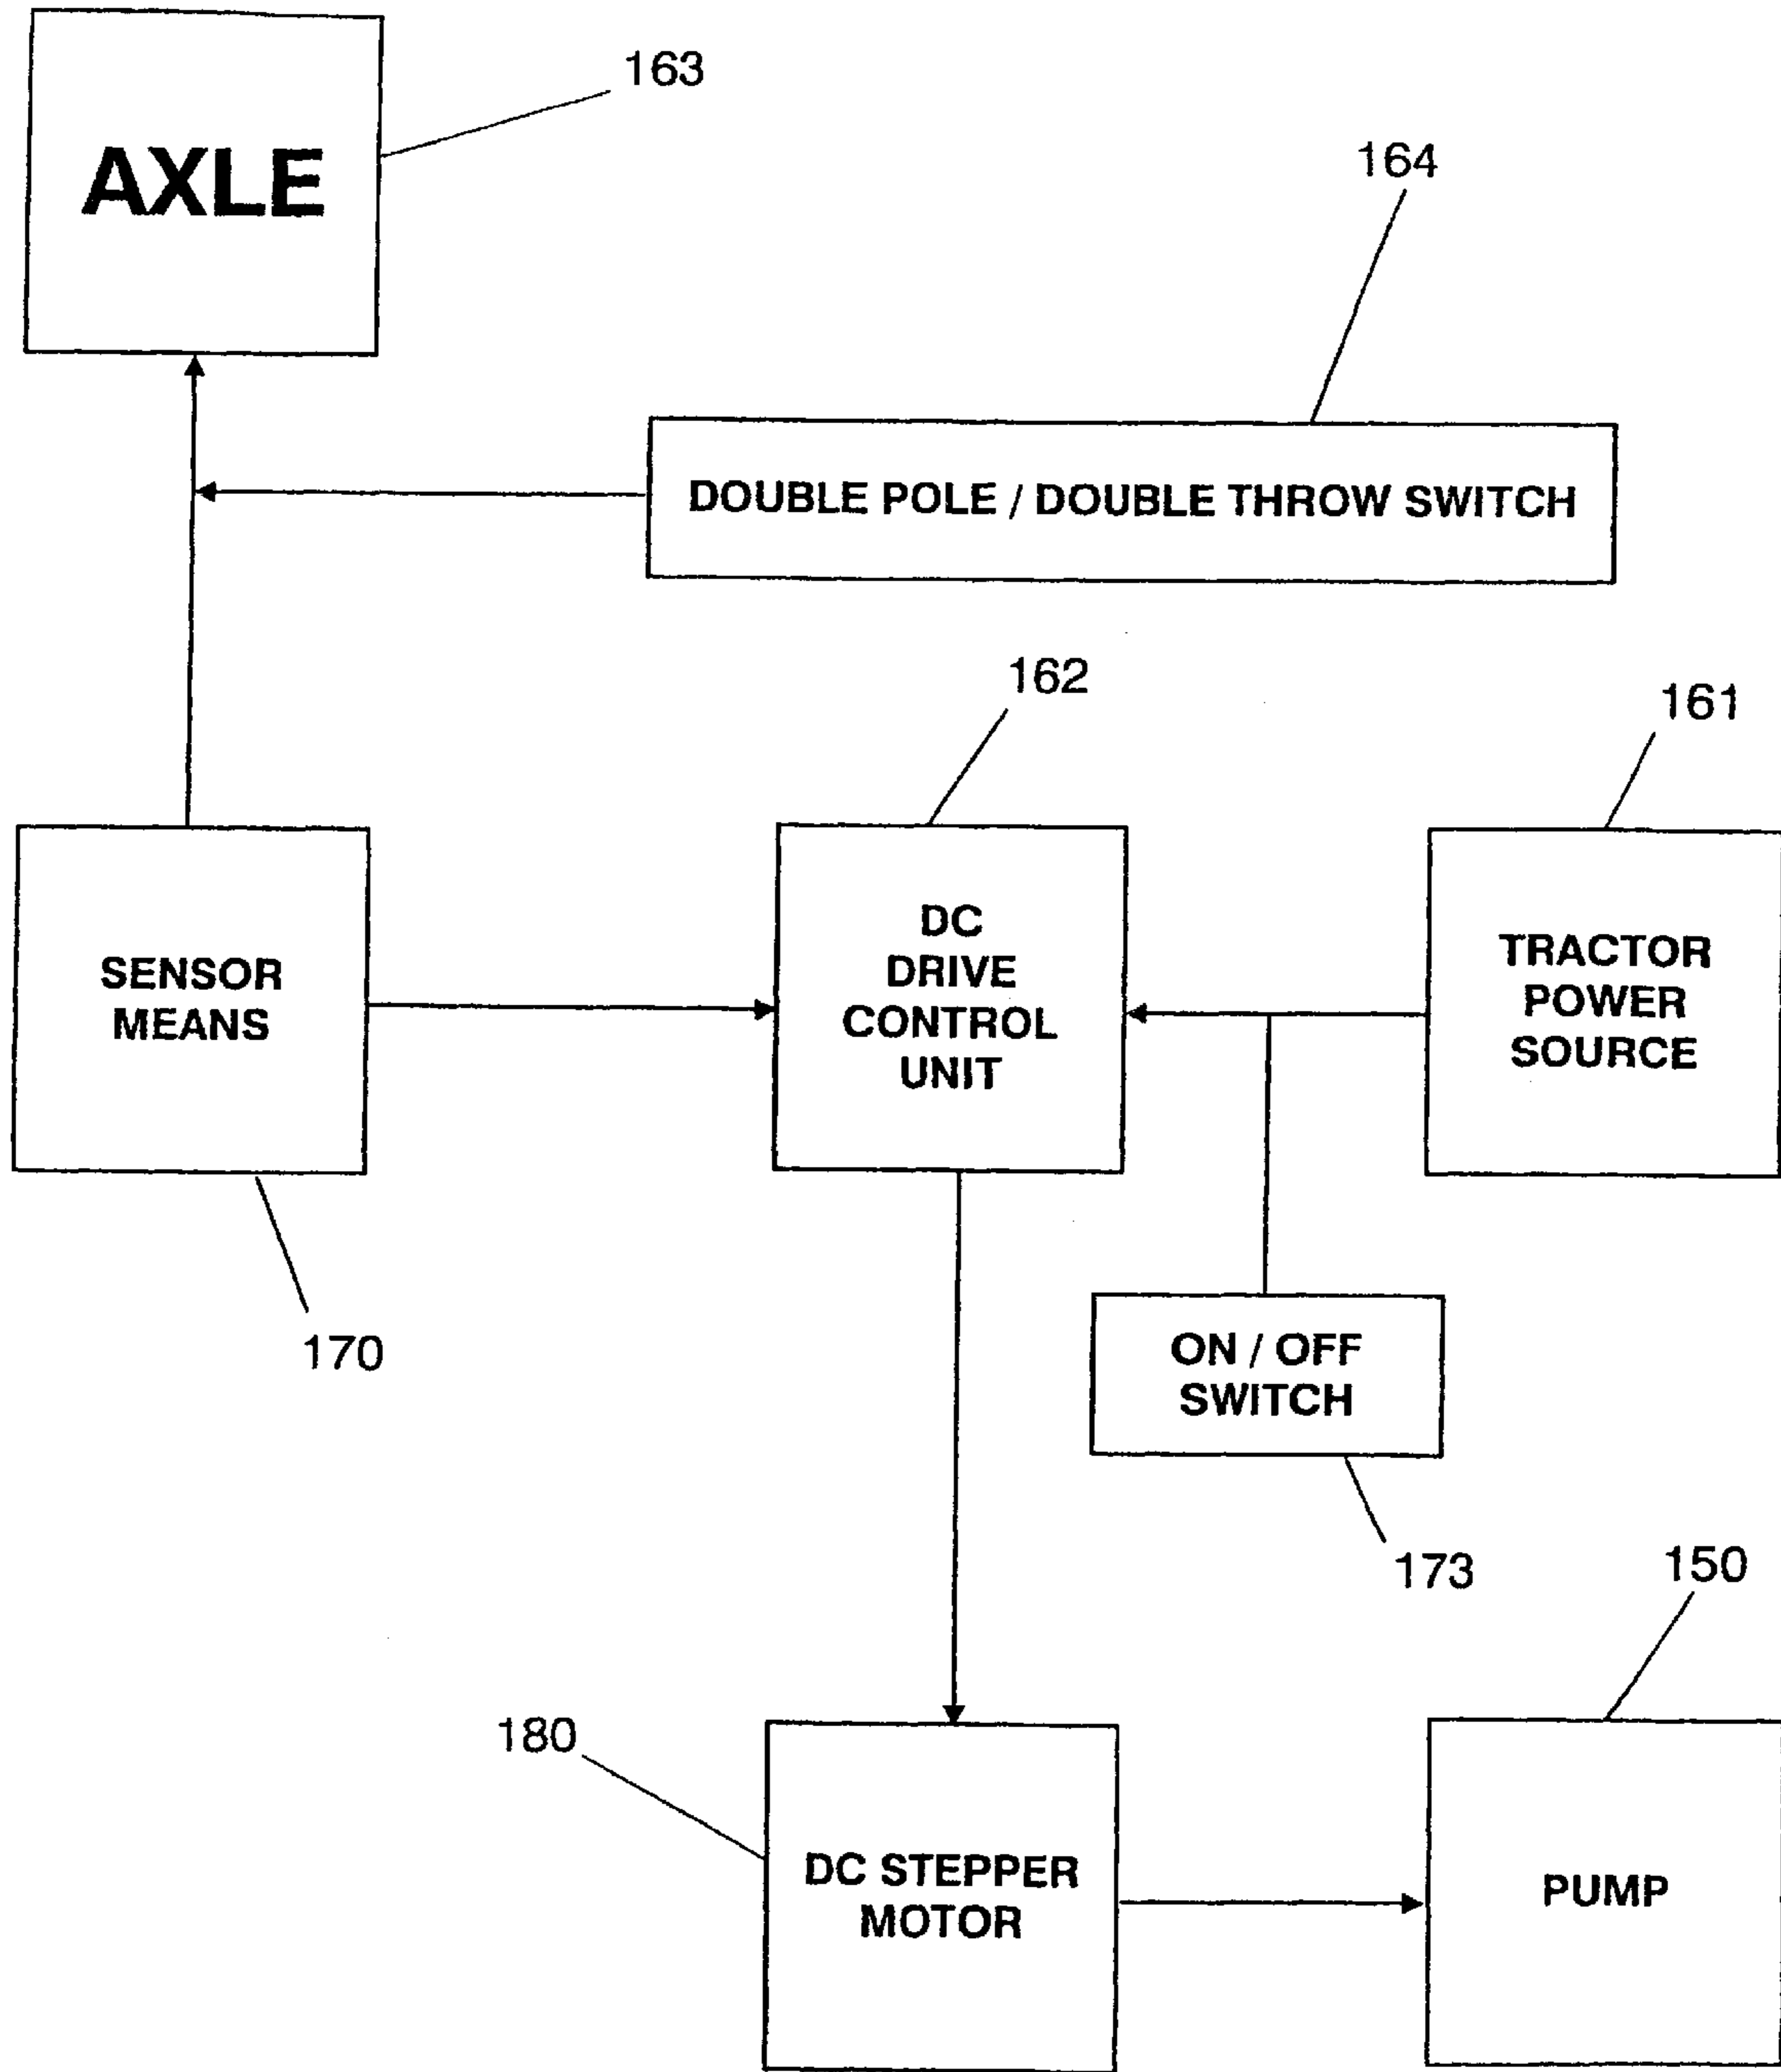 163
AXLE
164
DOUBLE POLE / DOUBLE THROW SWITCH
162
161
SENSOR
MEANS
DC
DRIVE
CONTROL
UNIT
TRACTOR
POWER
SOURCE
170
ON / OFF
SWITCH
173
150
180
DC STEPPER
MOTOR
PUMP